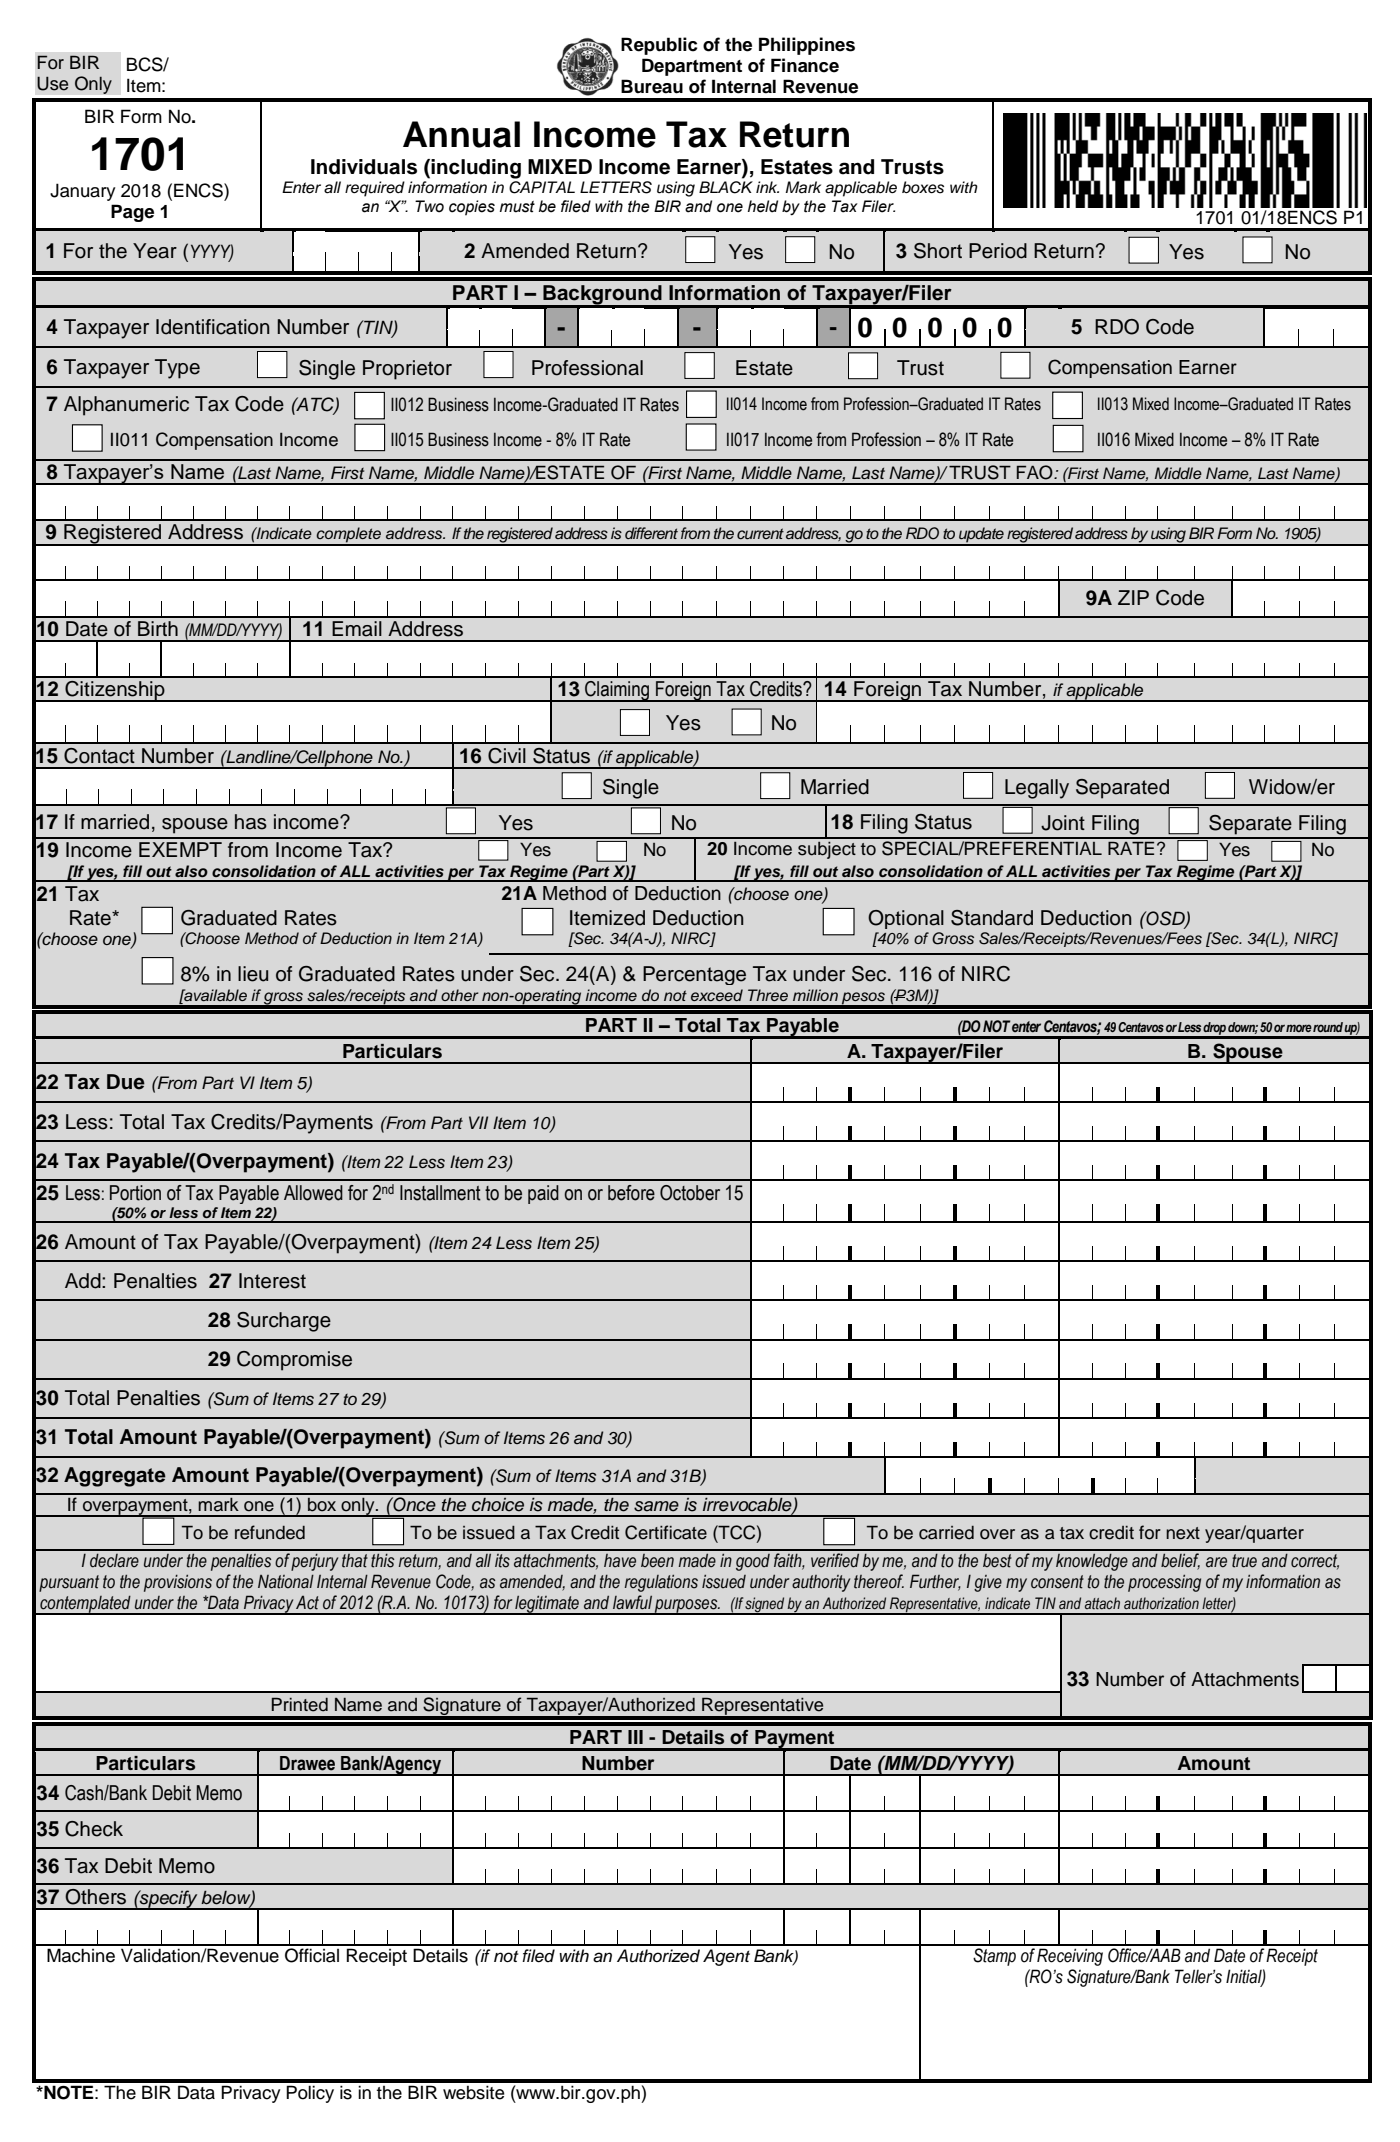 For BIR
Use Only
BCS/
Item:
Republic of the Philippines
Department of Finance
Bureau of Internal Revenue
BIR Form No.
1701
January 2018 (ENCS)
Page 1
Annual Income Tax Return
Individuals (including MIXED Income Earner), Estates and Trusts
Enter all required information in CAPITAL LETTERS using BLACK ink. Mark applicable boxes with
an “X”. Two copies must be filed with the BIR and one held by the Tax Filer.
1701 01/18ENCS P1
1 For the Year (YYYY) 2 Amended Return? Yes No 3 Short Period Return? Yes No
PART I – Background Information of Taxpayer/Filer
4 Taxpayer Identification Number (TIN) - - - 0 0 0 0 0 5 RDO Code
6 Taxpayer Type Single Proprietor Professional Estate Trust Compensation Earner
7 Alphanumeric Tax Code (ATC) II012 Business Income-Graduated IT Rates II014 Income from Profession–Graduated IT Rates II013 Mixed Income–Graduated IT Rates
II011 Compensation Income II015 Business Income - 8% IT Rate II017 Income from Profession – 8% IT Rate II016 Mixed Income – 8% IT Rate
8 Taxpayer’s Name (Last Name, First Name, Middle Name)/ESTATE OF (First Name, Middle Name, Last Name)/ TRUST FAO: (First Name, Middle Name, Last Name)
9 Registered Address (Indicate complete address. If the registered address is different from the current address, go to the RDO to update registered address by using BIR Form No. 1905)
9A ZIP Code
10 Date of Birth (MM/DD/YYYY) 11 Email Address
12 Citizenship 13 Claiming Foreign Tax Credits? 14 Foreign Tax Number, if applicable
Yes No
15 Contact Number (Landline/Cellphone No.) 16 Civil Status (if applicable)
Single Married Legally Separated Widow/er
17 If married, spouse has income? Yes No 18 Filing Status Joint Filing Separate Filing
19 Income EXEMPT from Income Tax? Yes No 20 Income subject to SPECIAL/PREFERENTIAL RATE? Yes No
[If yes, fill out also consolidation of ALL activities per Tax Regime (Part X)] [If yes, fill out also consolidation of ALL activities per Tax Regime (Part X)]
21 Tax 21A Method of Deduction (choose one)
Rate* Graduated Rates Itemized Deduction Optional Standard Deduction (OSD)
(choose one) (Choose Method of Deduction in Item 21A) [Sec. 34(A-J), NIRC] [40% of Gross Sales/Receipts/Revenues/Fees [Sec. 34(L), NIRC]
8% in lieu of Graduated Rates under Sec. 24(A) & Percentage Tax under Sec. 116 of NIRC
[available if gross sales/receipts and other non-operating income do not exceed Three million pesos (₱3M)]
PART II – Total Tax Payable (DO NOT enter Centavos; 49 Centavos or Less drop down; 50 or more round up)
Particulars A. Taxpayer/Filer B. Spouse
22 Tax Due (From Part VI Item 5)
23 Less: Total Tax Credits/Payments (From Part VII Item 10)
24 Tax Payable/(Overpayment) (Item 22 Less Item 23)
25 Less: Portion of Tax Payable Allowed for 2nd Installment to be paid on or before October 15
(50% or less of Item 22)
26 Amount of Tax Payable/(Overpayment) (Item 24 Less Item 25)
Add: Penalties 27 Interest
28 Surcharge
29 Compromise
30 Total Penalties (Sum of Items 27 to 29)
31 Total Amount Payable/(Overpayment) (Sum of Items 26 and 30)
32 Aggregate Amount Payable/(Overpayment) (Sum of Items 31A and 31B)
If overpayment, mark one (1) box only. (Once the choice is made, the same is irrevocable)
To be refunded To be issued a Tax Credit Certificate (TCC) To be carried over as a tax credit for next year/quarter
I declare under the penalties of perjury that this return, and all its attachments, have been made in good faith, verified by me, and to the best of my knowledge and belief, are true and correct,
pursuant to the provisions of the National Internal Revenue Code, as amended, and the regulations issued under authority thereof. Further, I give my consent to the processing of my information as
contemplated under the *Data Privacy Act of 2012 (R.A. No. 10173) for legitimate and lawful purposes. (If signed by an Authorized Representative, indicate TIN and attach authorization letter)
33 Number of Attachments
Printed Name and Signature of Taxpayer/Authorized Representative
PART III - Details of Payment
Particulars Drawee Bank/Agency Number Date (MM/DD/YYYY) Amount
34 Cash/Bank Debit Memo
35 Check
36 Tax Debit Memo
37 Others (specify below)
Machine Validation/Revenue Official Receipt Details (if not filed with an Authorized Agent Bank)
Stamp of Receiving Office/AAB and Date of Receipt
(RO’s Signature/Bank Teller’s Initial)
*NOTE: The BIR Data Privacy Policy is in the BIR website (www.bir.gov.ph)